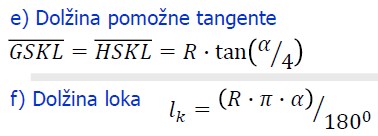 e) Dolžina pomožne tangente
GSKL = HSKL = R · tan(α/4)
f) Dolžina loka lₖ = (R · π · α)/180⁰